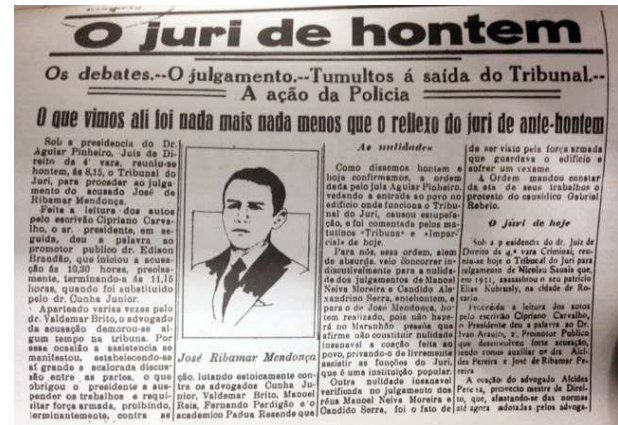 O juri de hontem
Os debates.--O julgamento.--Tumultos á saída do Tribunal.--
A ação da Policia
O que vimos ali foi nada mais nada menos que o reflexo do juri de ante-hontem
Sob a presidencia do Dr.
Aguiar Pinheiro, Juiz de Di-
reito da 4ª vara, reuniu-se
hontem, ás 8,15, o Tribunal do
Juri, para proceder ao julga-
mento do acusado José de
Ribamar Mendonça.
Feita a leitura dos autos
pelo escrivão Cipriano Carva-
lho, o sr. presidente, em se-
guida, deu a palavra ao
promotor publico dr. Edison
Brandão, que iniciou a acusa-
ção ás 10,30 horas, precisa-
mente, terminando-a ás 11,15
horas, quando foi substituido
pelo dr. Cunha Junior.
Aparteado varias vezes pelo
dr. Valdemar Brito, o advogado
da acusação demorou-se al-
gum tempo na tribuna. Por
essa ocasião a assistencia se
manifestou, estabelecendo-se
aí grande e acalorada discus-
são entre as partes, o que
obrigou o presidente a sus-
pender os trabalhos e requi-
sitar força armada, proibindo,
terminantemente, contra as
José Ribamar Mendonça
cação, lutando estoicamente con-
tra os advogados Cunha Ju-
nior, Valdemar Brito, Manoel
Reis, Fernando Perdigão e o
academico Padua Resende que
As nulidades
Como dissemos hontem e
hoje confirmamos, a ordem
dada pelo juiz Aguiar Pinheiro,
vedando a entrada ao povo no
edificio onde funciona o Tribu-
nal do Juri, causou estupefa-
ção, e foi comentada pelas ma-
tutinos «Tribuna» e «Impar-
cial» de hoje.
Para nós, essa ordem, além
de absurda, veio concorrer in-
discutivelmente para a nulida-
de dos julgamentos de Manoel
Neiva Moreira e Candido Ale-
xandrino Serra, antehontem, e
para o de José Mendonça, hon-
tem realizado, pois não have-
rá no Maranhão pessoa que
afirme não constituir nulidade
insanavel a coação feita ao
povo, privando-o de livremente
assistir as funções do Juri,
que é uma instituição popular.
Outra nulidade insanavel
verificada no julgamento dos
réus Manoel Neiva Moreira e
Candido Serra, foi o fato de
de ser visto pela força armada
que guardava o edificio e
sofrer um vexame.
A Ordem mandou constar
da ata de seus trabalhos o
protesto do causidico Gabriel
Rebelo.
O juri de hoje
Sob a presidencia do dr. Juiz de
Direito da 4.ª vara Criminal, reu-
nia-se hoje o Tribunal do Juri para
julgamento de Nicolau Sauaia que,
em assassinou o seu patricio
Elias na cidade de Ro-
sario.
Procedida a leitura dos autos
pelo escrivão Cipriano Carvalho,
o Presidente deu a palavra ao Dr.
Ivan Araujo, 2.º Promotor Publico
que desenvolveu forte acusação,
tendo como auxiliar os drs. Alci-
des Pereira e José de Ribamar Pe-
reira.
A oração do advogado Alcides
Pereira, provecto mestre de Direi-
to, que, afastando-se das normas
até agora adotadas pelos advoga-